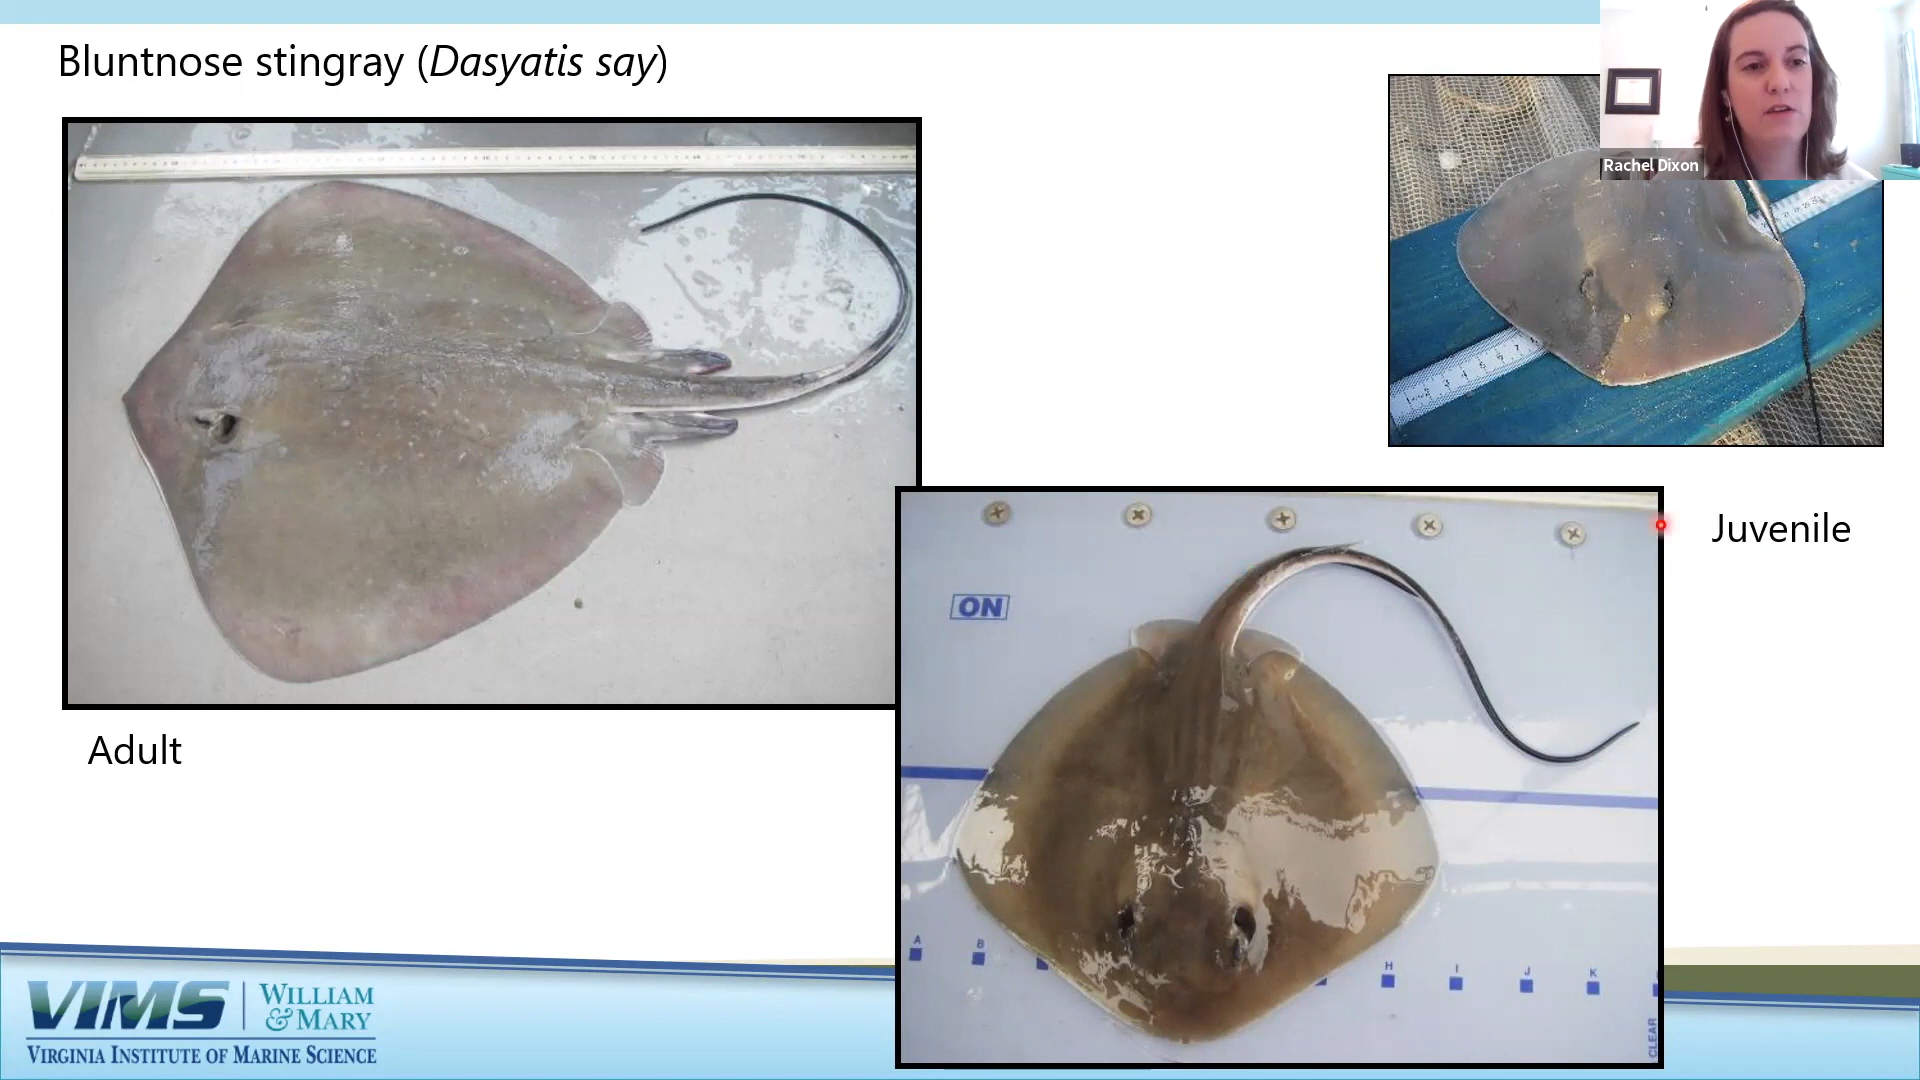 Bluntnose stingray (Dasyatis say)
Rachel Dixon
Juvenile
ON
Adult
A
B
H
I
J
K
CLEAR
VIMS
WILLIAM
& MARY
VIRGINIA INSTITUTE OF MARINE SCIENCE